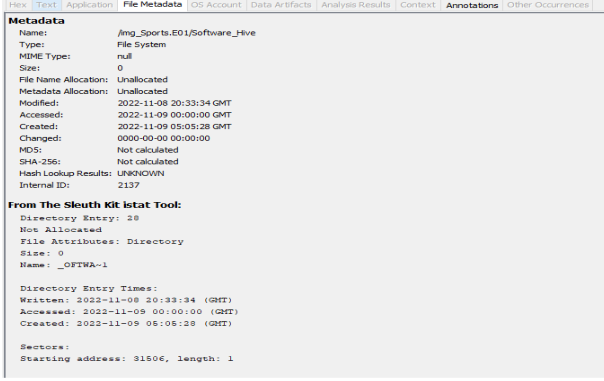 Hex Text Application File Metadata OS Account Data Artifacts Analysis Results Context Annotations Other Occurrences
Metadata
Name: /img_Sports.E01/Software_Hive
Type: File System
MIME Type: null
Size: 0
File Name Allocation: Unallocated
Metadata Allocation: Unallocated
Modified: 2022-11-08 20:33:34 GMT
Accessed: 2022-11-09 00:00:00 GMT
Created: 2022-11-09 05:05:28 GMT
Changed: 0000-00-00 00:00:00
MD5: Not calculated
SHA-256: Not calculated
Hash Lookup Results: UNKNOWN
Internal ID: 2137
From The Sleuth Kit istat Tool:
Directory Entry: 28
Not Allocated
File Attributes: Directory
Size: 0
Name: _OFTWA~1
Directory Entry Times:
Written: 2022-11-08 20:33:34 (GMT)
Accessed: 2022-11-09 00:00:00 (GMT)
Created: 2022-11-09 05:05:28 (GMT)
Sectors:
Starting address: 31506, length: 1